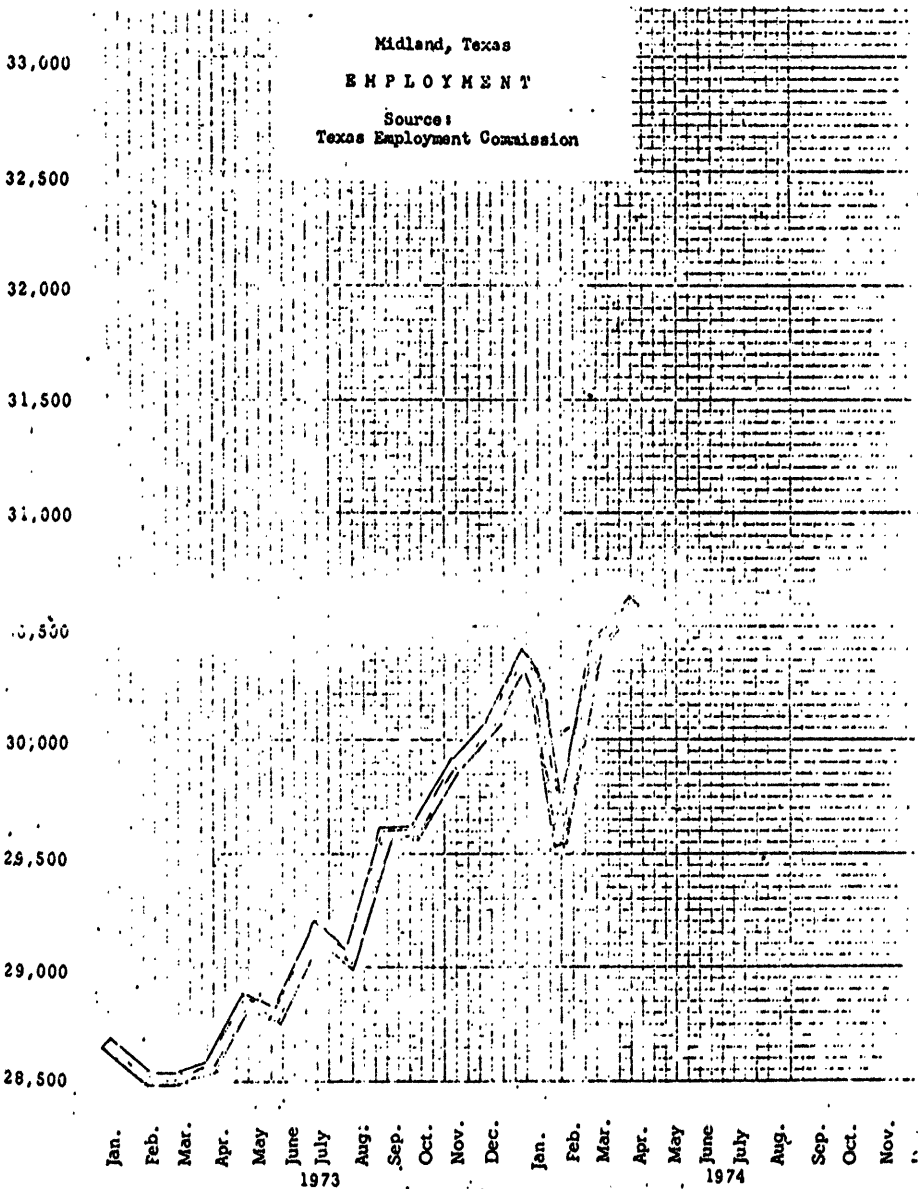 Midland, Texas
EMPLOYMENT
Source:
Texas Employment Commission
33,000
32,500
32,000
31,500
31,000
,500
30,000
29,500
29,000
28,500
Jan. Feb. Mar. Apr. May June July Aug. Sep. Oct. Nov. Dec. Jan. Feb. Mar. Apr. May June July Aug. Sep. Oct. Nov.
1973 1974